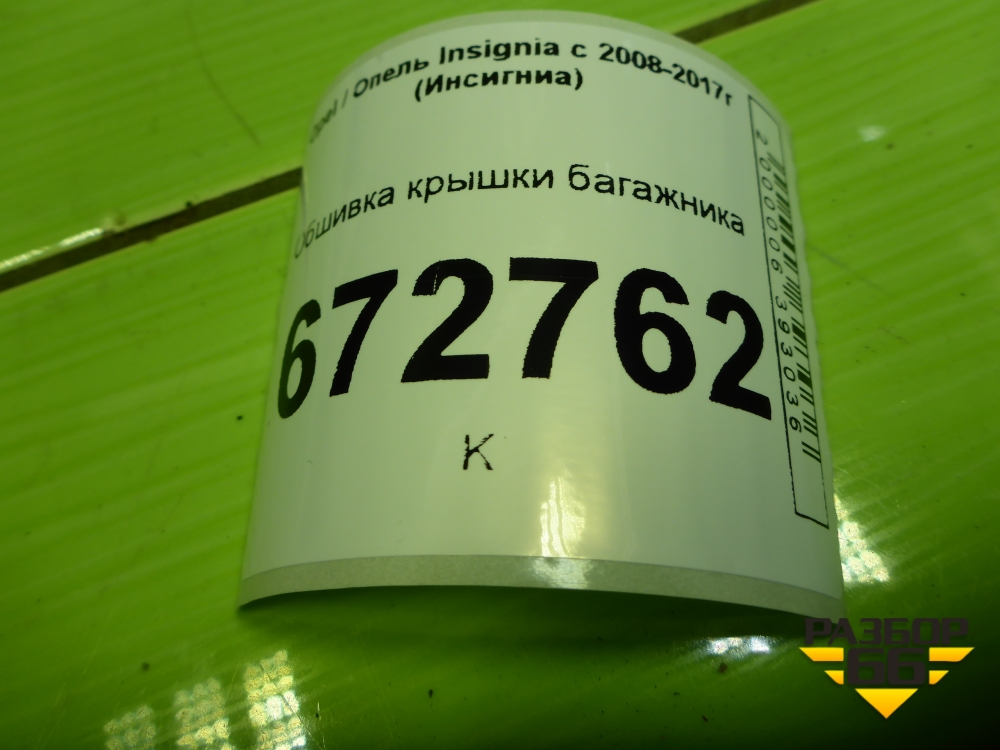 Opel / Опель Insignia с 2008-2017г
(Инсигниа)
Обшивка крышки багажника
672762
К
2000006393036
РАЗБОР
66